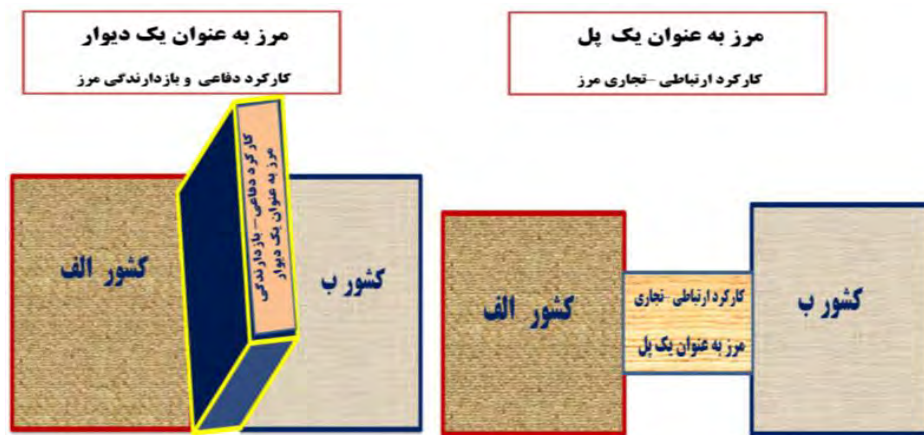 مرز به عنوان یک پل
کارکرد ارتباطی –تجاری مرز
مرز به عنوان یک دیوار
کارکرد دفاعی و بازدارندگی مرز
کشور الف
کارکرد ارتباطی –تجاری
مرز به عنوان یک پل
کشور ب
کشور الف
کارکرد دفاعی – بازدارندگی
مرز به عنوان یک دیوار
کشور ب